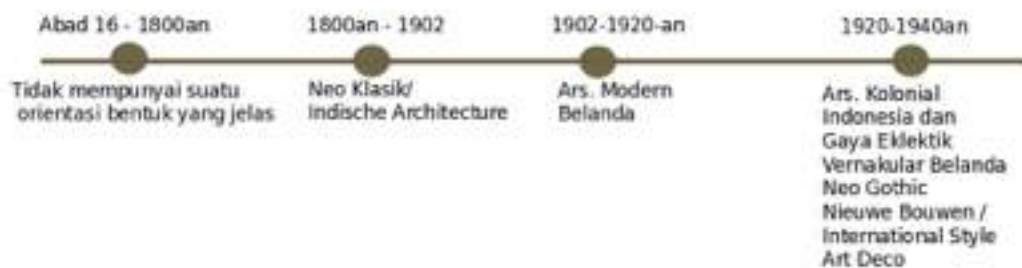 Abad 16 - 1800an
Tidak mempunyai suatu
orientasi bentuk yang jelas
1800an - 1902
Neo Klasik/
Indische Architecture
1902-1920-an
Ars. Modern
Belanda
1920-1940an
Ars. Kolonial
Indonesia dan
Gaya Eklektik
Vernakular Belanda
Neo Gothic
Nieuwe Bouwen /
International Style
Art Deco